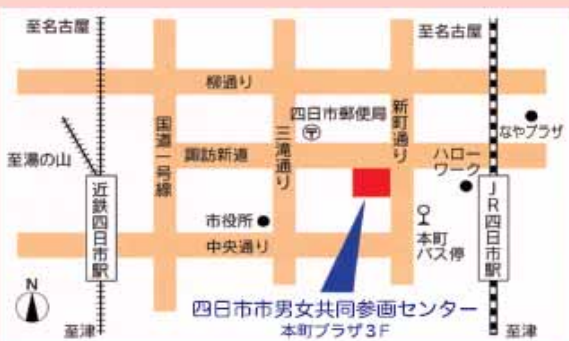 至名古屋
至名古屋
柳通り
四日市郵便局
〒
新町通り
なやプラザ
国道一号線
三滝通り
諏訪新道
ハロー
ワーク
至湯の山
近鉄四日市駅
JR四日市駅
市役所
本町
バス停
中央通り
N
四日市市男女共同参画センター
本町プラザ3F
至津
至津